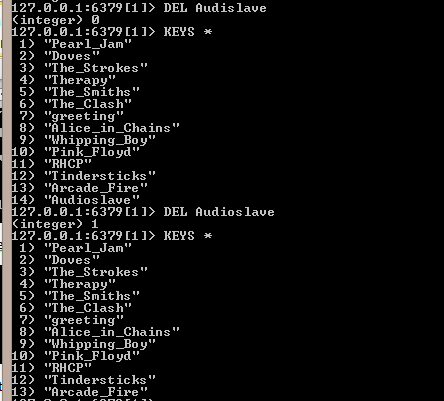 127.0.0.1:6379[1]> DEL Audislave
(integer) 0
127.0.0.1:6379[1]> KEYS *
1) "Pearl_Jam"
2) "Doves"
3) "The_Strokes"
4) "Therapy"
5) "The_Smiths"
6) "The_Clash"
7) "greeting"
8) "Alice_in_Chains"
9) "Whipping_Boy"
10) "Pink_Floyd"
11) "RHCP"
12) "Tindersticks"
13) "Arcade_Fire"
14) "Audioslave"
127.0.0.1:6379[1]> DEL Audioslave
(integer) 1
127.0.0.1:6379[1]> KEYS *
1) "Pearl_Jam"
2) "Doves"
3) "The_Strokes"
4) "Therapy"
5) "The_Smiths"
6) "The_Clash"
7) "greeting"
8) "Alice_in_Chains"
9) "Whipping_Boy"
10) "Pink_Floyd"
11) "RHCP"
12) "Tindersticks"
13) "Arcade_Fire"